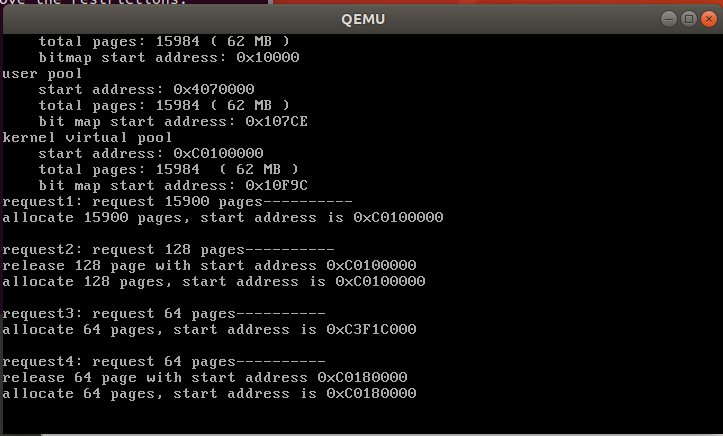 ove the restrictions.
QEMU
total pages: 15984 ( 62 MB )
bitmap start address: 0x10000
user pool
start address: 0x4070000
total pages: 15984 ( 62 MB )
bit map start address: 0x107CE
kernel virtual pool
start address: 0xC0100000
total pages: 15984  ( 62 MB )
bit map start address: 0x10F9C
request1: request 15900 pages----------
allocate 15900 pages, start address is 0xC0100000
request2: request 128 pages----------
release 128 page with start address 0xC0100000
allocate 128 pages, start address is 0xC0100000
request3: request 64 pages----------
allocate 64 pages, start address is 0xC3F1C000
request4: request 64 pages----------
release 64 page with start address 0xC0180000
allocate 64 pages, start address is 0xC0180000